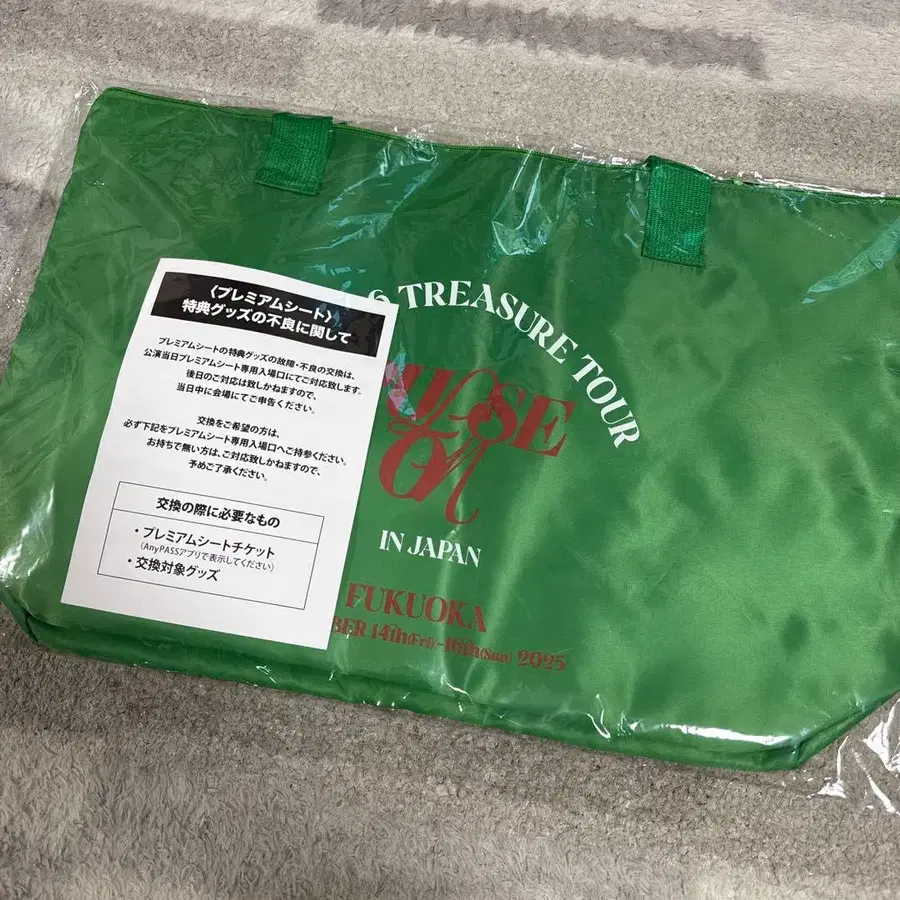 〈プレミアムシート〉
特典グッズの不良に関して
プレミアムシートの特典グッズの故障・不良の交換は、
公演当日プレミアムシート専用入場口にてご対応致します。
後日のご対応は致しかねますので、
当日中に会場にてご申告ください。
交換をご希望の方は、
必ず下記をプレミアムシート専用入場口へご持参ください。
お持ちで無い方は、ご対応致しかねますので、
予めご了承ください。
交換の際に必要なもの
・プレミアムシートチケット
（AnyPASSアプリで表示してください）
・交換対象グッズ
TREASURE TOUR
ULSE
ON
IN JAPAN
FUKUOKA
BER 14th(Fri)-16th(Sun) 2025